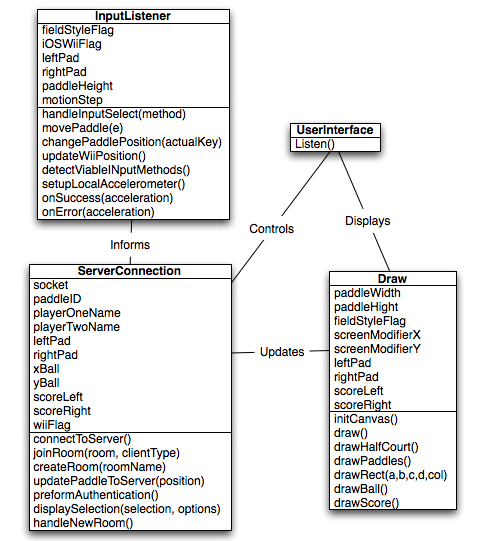 InputListener
fieldStyleFlag
iOSWiiFlag
leftPad
rightPad
paddleHeight
motionStep
handleInputSelect(method)
movePaddle(e)
changePaddlePosition(actualKey)
updateWiiPosition()
detectViableINputMethods()
setupLocalAccelerometer()
onSuccess(acceleration)
onError(acceleration)
UserInterface
Listen()
Informs
Controls
Displays
ServerConnection
socket
paddleID
playerOneName
playerTwoName
leftPad
rightPad
xBall
yBall
scoreLeft
scoreRight
wiiFlag
connectToServer()
joinRoom(room, clientType)
createRoom(roomName)
updatePaddleToServer(position)
preformAuthentication()
displaySelection(selection, options)
handleNewRoom()
Updates
Draw
paddleWidth
paddleHight
fieldStyleFlag
screenModifierX
screenModifierY
leftPad
rightPad
scoreLeft
scoreRight
initCanvas()
draw()
drawHalfCourt()
drawPaddles()
drawRect(a,b,c,d,col)
drawBall()
drawScore()